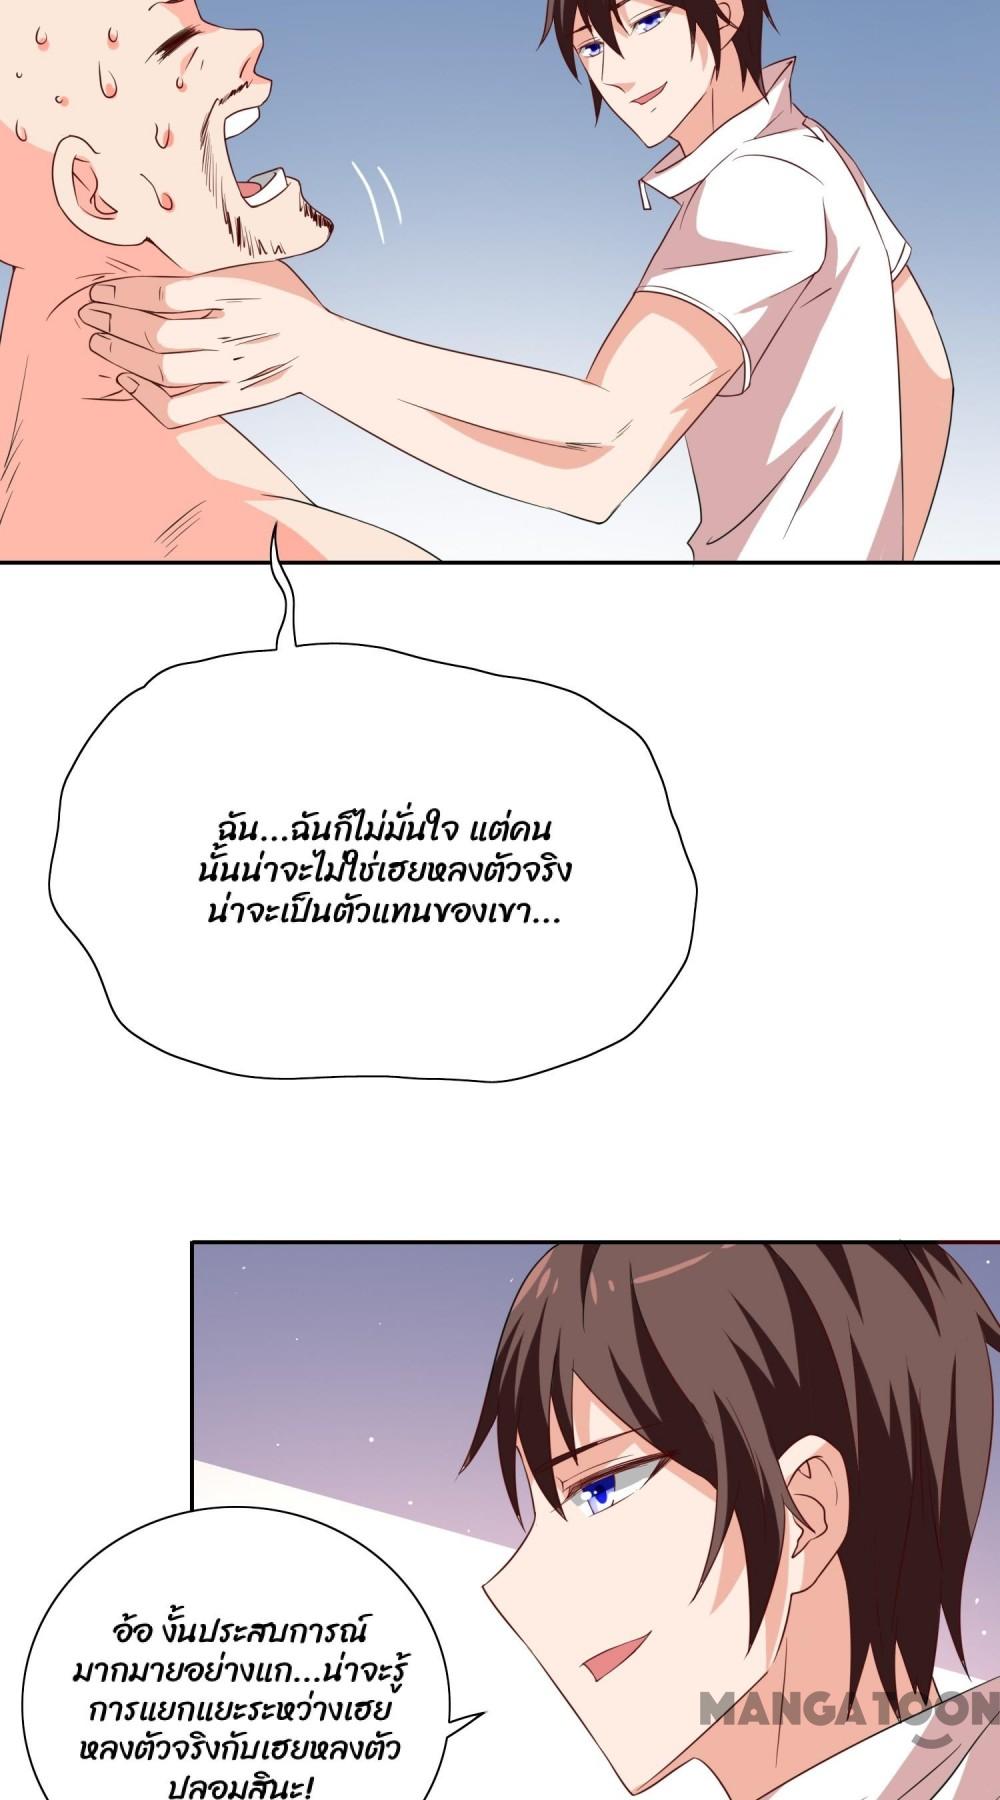 ฉัน...ฉันก็ไม่มั่นใจ แต่คน
นั้นน่าจะไม่ใช่เฮยหลงตัวจริง
น่าจะเป็นตัวแทนของเขา...
อ้อ งั้นประสบการณ์
มากมายอย่างแก...น่าจะรู้
การแยกแยะระหว่างเฮย
หลงตัวจริงกับเฮยหลงตัว
ปลอมสินะ!
MANGATOON